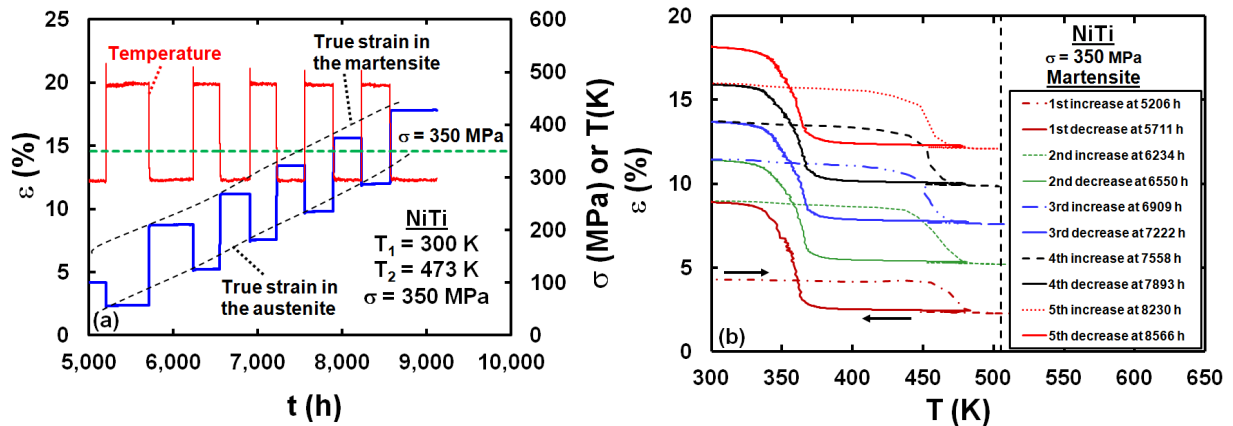 25
20
15
10
5
0
ε (%)
Temperature
True strain in
the martensite
σ = 350 MPa
NiTi
T1 = 300 K
T2 = 473 K
σ = 350 MPa
True strain in
the austenite
(a)
600
500
400
300
200
100
0
σ (MPa) or T(K)
5,000
6,000
7,000
8,000
9,000
10,000
t (h)
20
15
10
5
0
ε (%)
(b)
NiTi
σ = 350 MPa
Martensite
1st increase at 5206 h
1st decrease at 5711 h
2nd increase at 6234 h
2nd decrease at 6550 h
3rd increase at 6909 h
3rd decrease at 7222 h
4th increase at 7558 h
4th decrease at 7893 h
5th increase at 8230 h
5th decrease at 8566 h
300
350
400
450
500
550
600
650
T (K)